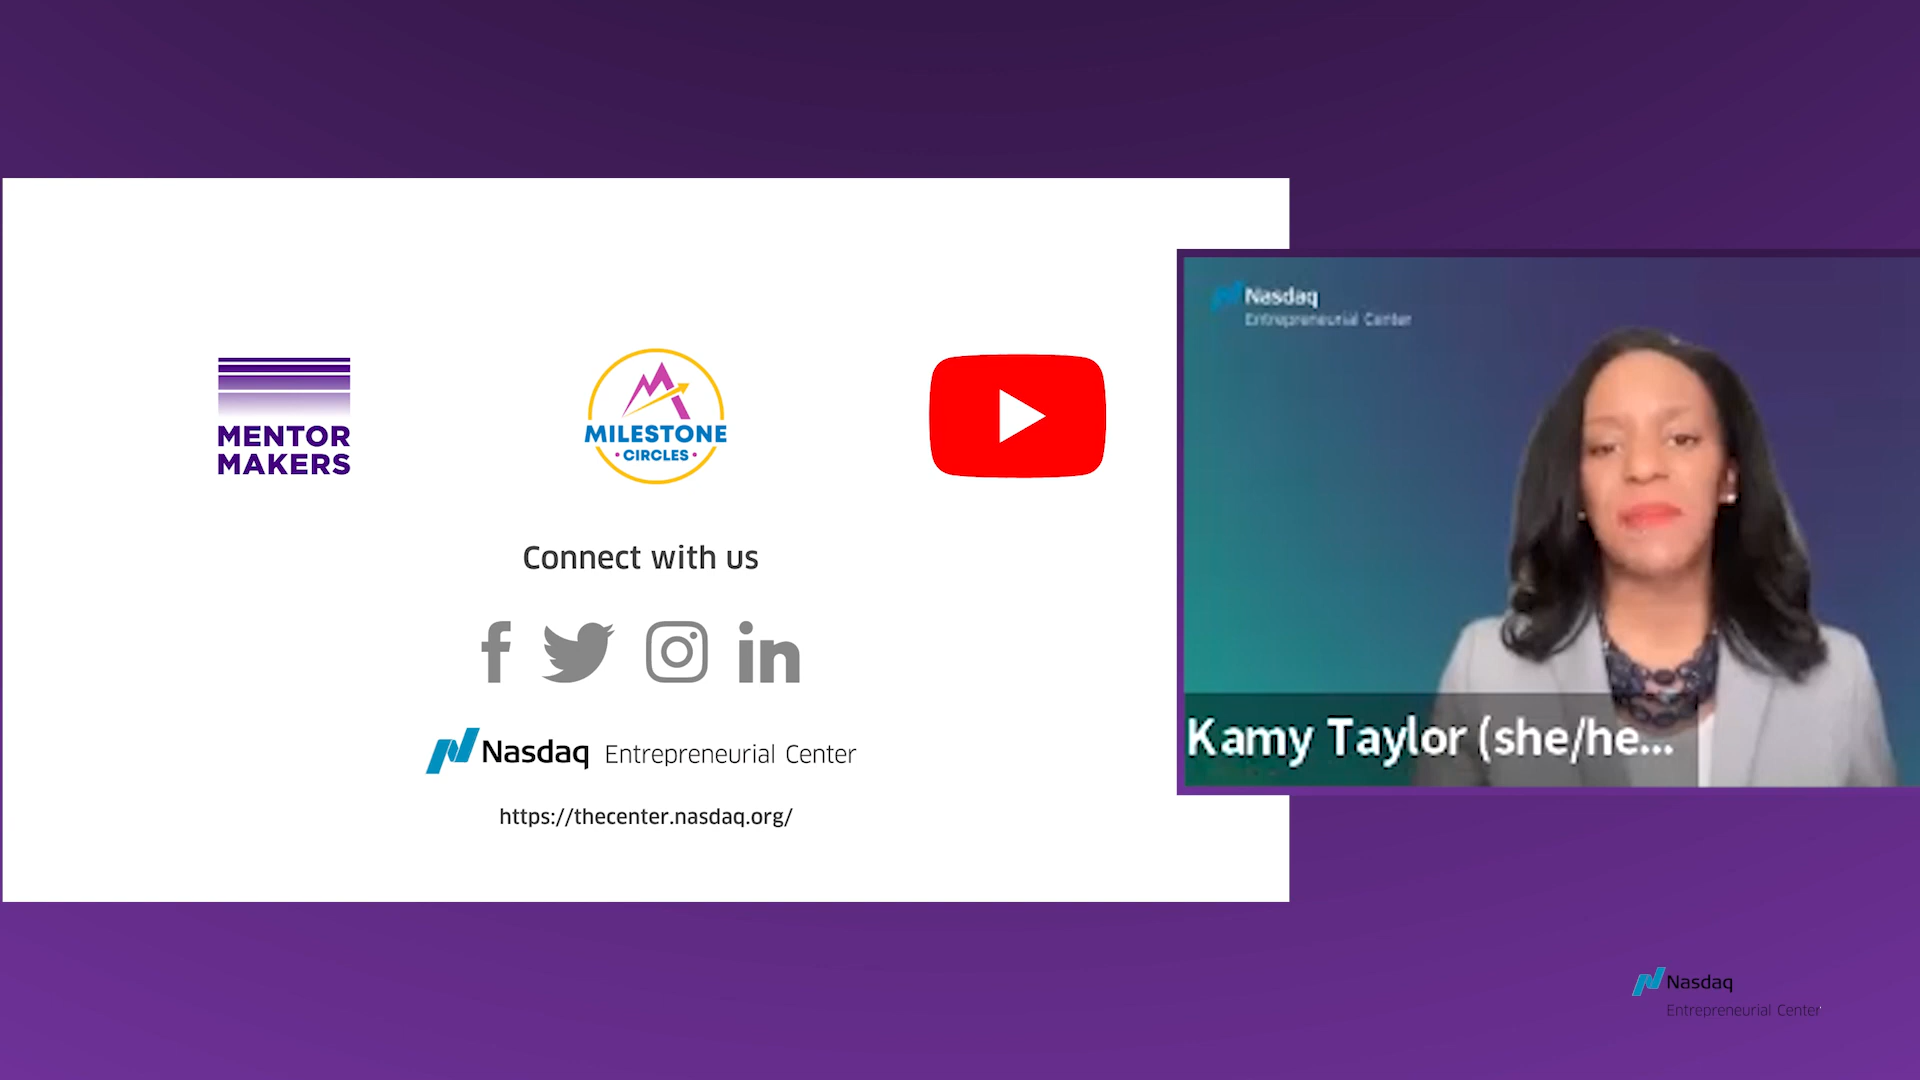 MENTOR
MAKERS
MILESTONE
• CIRCLES •
Connect with us
Nasdaq Entrepreneurial Center
https://thecenter.nasdaq.org/
Nasdaq
Entrepreneurial Center
Kamy Taylor (she/he...
Nasdaq
Entrepreneurial Center